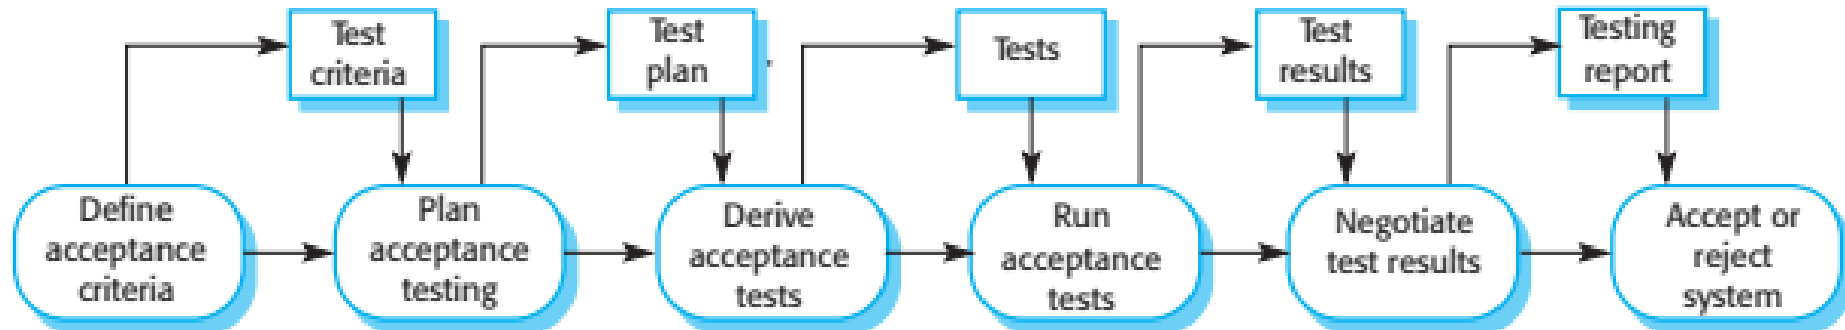 Test
criteria
Test
plan
Tests
Test
results
Testing
report
Define
acceptance
criteria
Plan
acceptance
testing
Derive
acceptance
tests
Run
acceptance
tests
Negotiate
test results
Accept or
reject
system